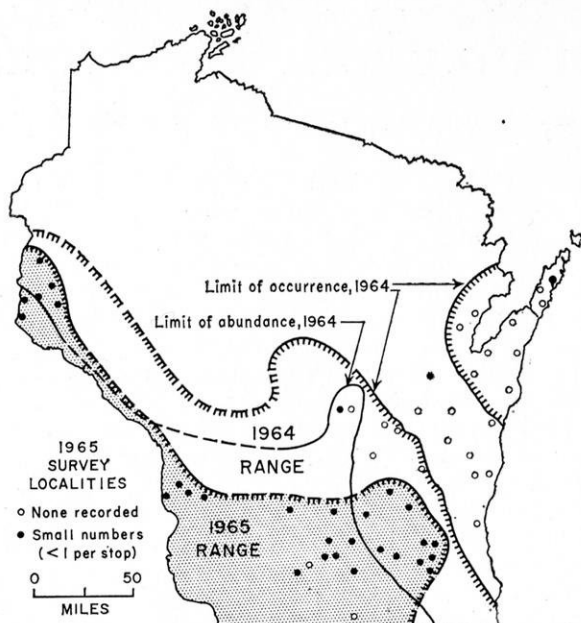 Limit of occurrence, 1964
Limit of abundance, 1964
1964
RANGE
1965
SURVEY
LOCALITIES
○ None recorded
● Small numbers
(< 1 per stop)
1965
RANGE
0 50
MILES